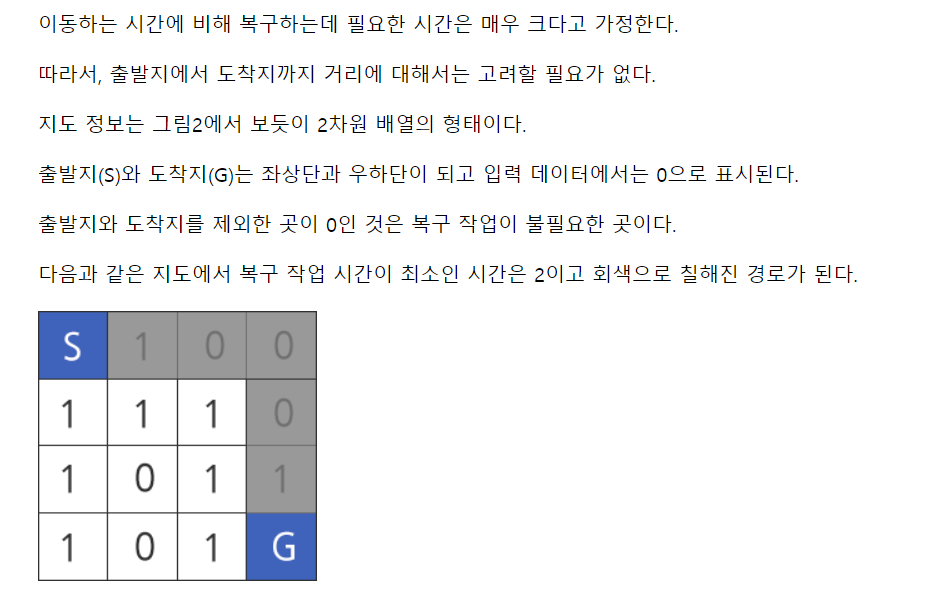 이동하는 시간에 비해 복구하는데 필요한 시간은 매우 크다고 가정한다.
따라서, 출발지에서 도착지까지 거리에 대해서는 고려할 필요가 없다.
지도 정보는 그림2에서 보듯이 2차원 배열의 형태이다.
출발지(S)와 도착지(G)는 좌상단과 우하단이 되고 입력 데이터에서는 0으로 표시된다.
출발지와 도착지를 제외한 곳이 0인 것은 복구 작업이 불필요한 곳이다.
다음과 같은 지도에서 복구 작업 시간이 최소인 시간은 2이고 회색으로 칠해진 경로가 된다.
S 1 0 0
1 1 1 0
1 0 1 1
1 0 1 G